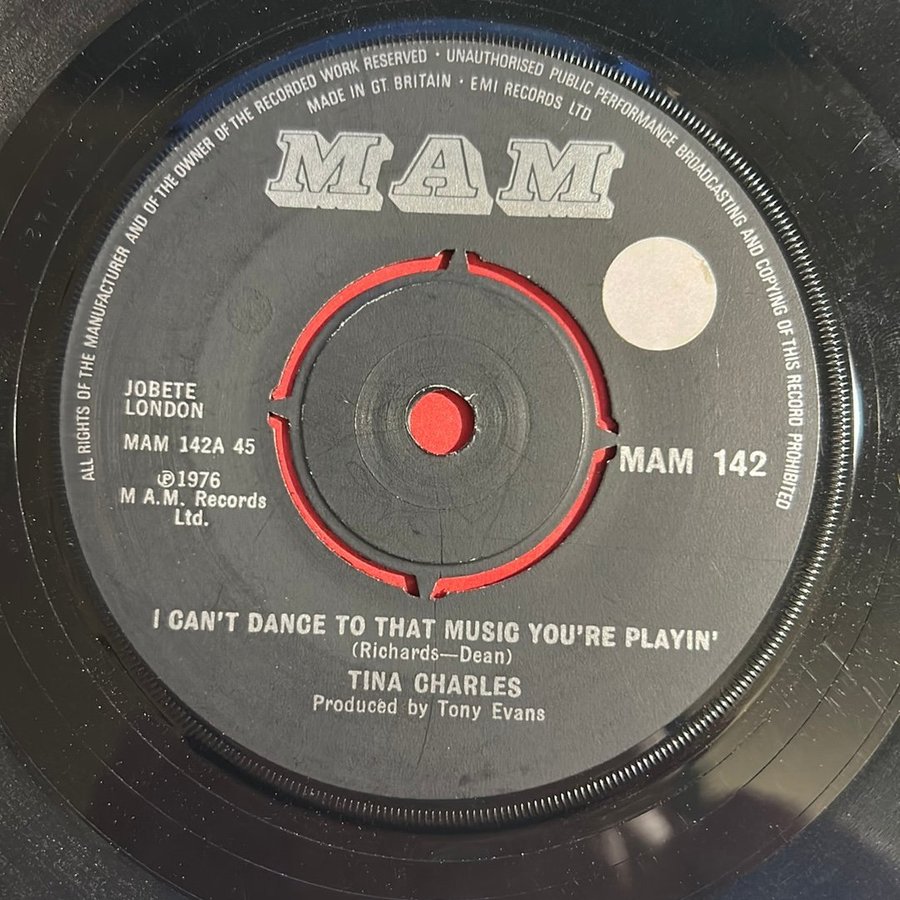 ALL RIGHTS OF THE MANUFACTURER AND OF THE OWNER OF THE RECORDED WORK RESERVED · UNAUTHORISED PUBLIC PERFORMANCE BROADCASTING AND COPYING OF THIS RECORD PROHIBITED
MADE IN GT. BRITAIN · EMI RECORDS LTD
MAM
JOBETE
LONDON
MAM 142A 45
℗1976
M A.M. Records
Ltd.
MAM 142
I CAN'T DANCE TO THAT MUSIC YOU'RE PLAYIN'
(Richards—Dean)
TINA CHARLES
Produced by Tony Evans